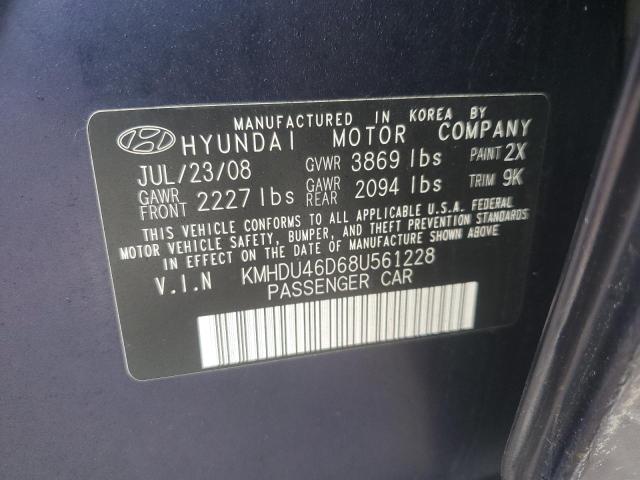 MANUFACTURED IN KOREA BY
HYUNDAI MOTOR COMPANY
JUL/23/08 GVWR 3869 lbs PAINT 2X
GAWR FRONT 2227 lbs GAWR REAR 2094 lbs TRIM 9K
THIS VEHICLE CONFORMS TO ALL APPLICABLE U.S.A. FEDERAL
MOTOR VEHICLE SAFETY, BUMPER, AND THEFT PREVENTION STANDARDS
IN EFFECT ON THE DATE OF MANUFACTURE SHOWN ABOVE.
V.I.N KMHDU46D68U561228
PASSENGER CAR